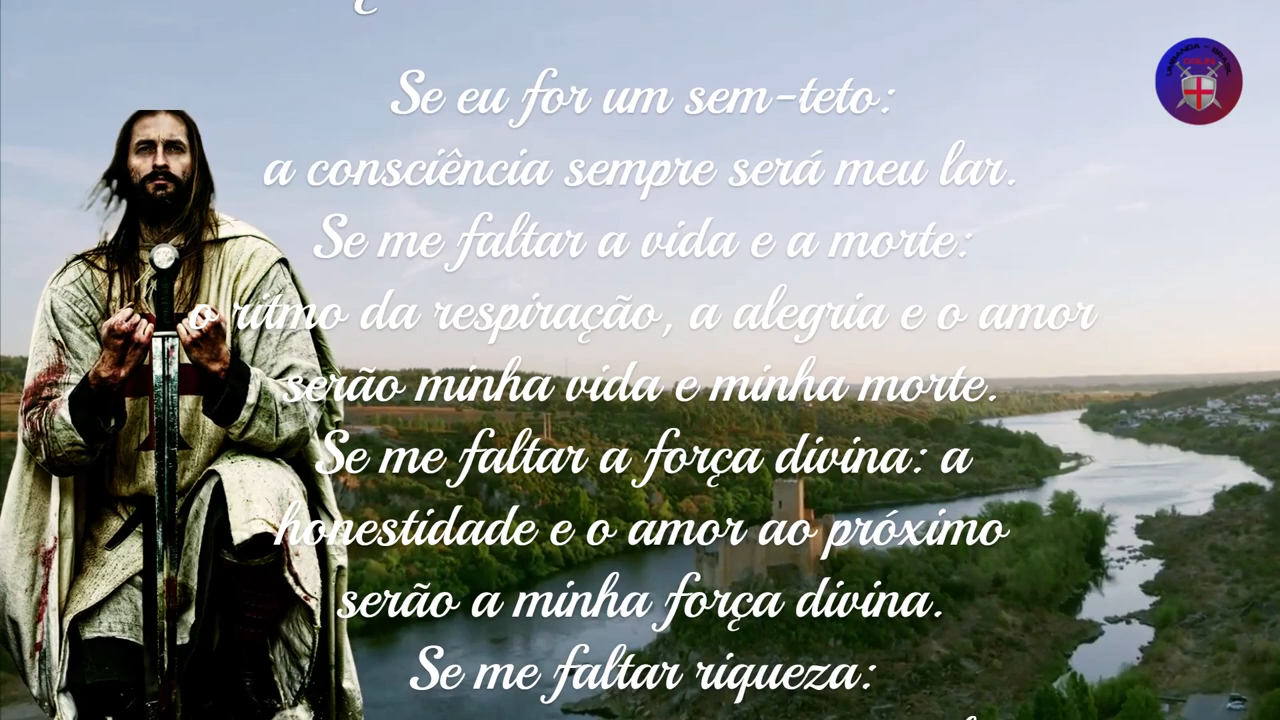 Se eu for um sem-teto:
a consciência sempre será meu lar.
Se me faltar a vida e a morte:
o ritmo da respiração, a alegria e o amor
serão minha vida e minha morte.
Se me faltar a força divina: a
honestidade e o amor ao próximo
serão a minha força divina.
Se me faltar riqueza:
UMBANDA - BRASIL